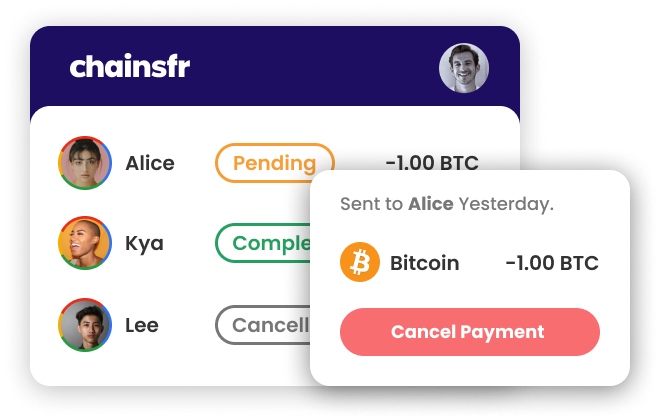 chainsfr
Alice
Pending
-1.00 BTC
Kya
Comple
Lee
Cancell
Sent to Alice Yesterday.
Bitcoin
-1.00 BTC
Cancel Payment